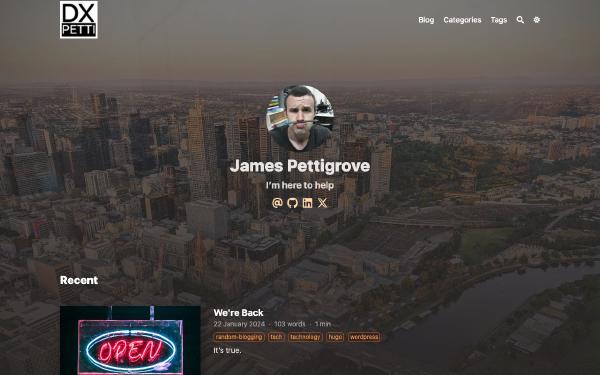 DX
PETTI
Blog Categories Tags
James Pettigrove
I'm here to help
Recent
We're Back
22 January 2024 · 103 words · 1 min
random-blogging tech technology hugo wordpress
It's true.
OPEN